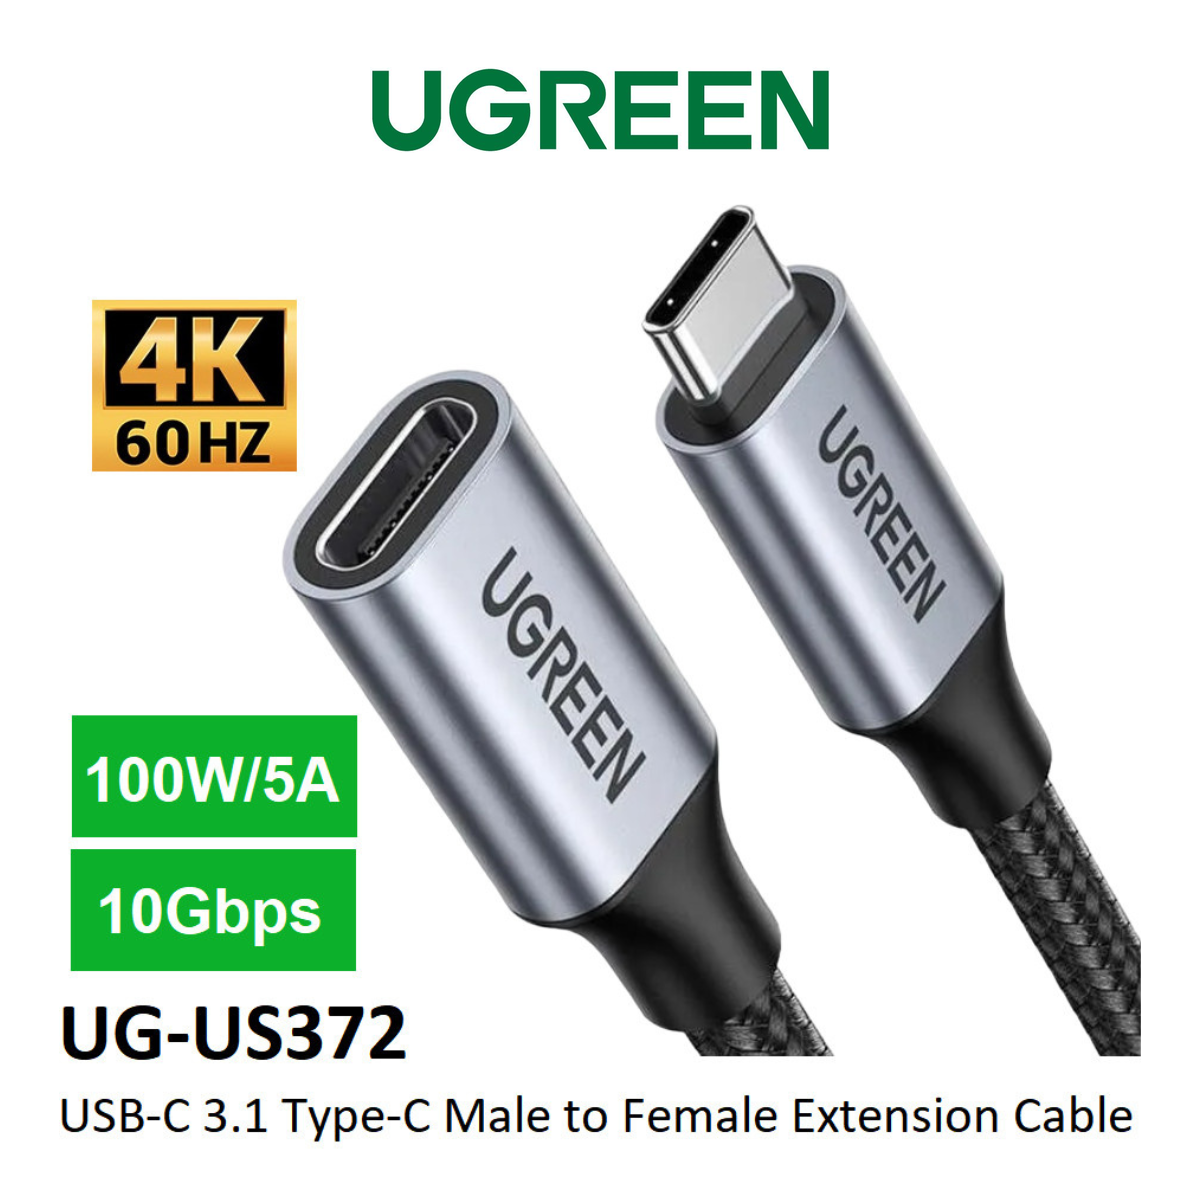 UGREEN
4K
60HZ
UGREEN
UGREEN
100W/5A
10Gbps
UG-US372
USB-C 3.1 Type-C Male to Female Extension Cable